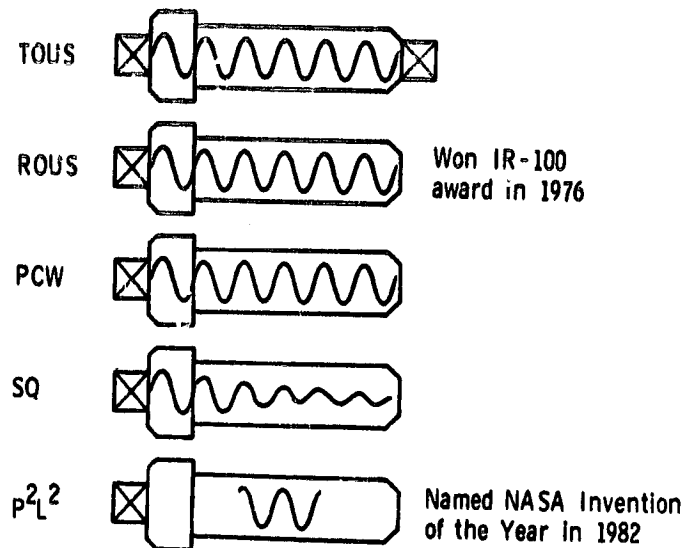 TOUS
ROUS
Won IR-100
award in 1976
PCW
SQ
P²L²
Named NASA Invention
of the Year in 1982